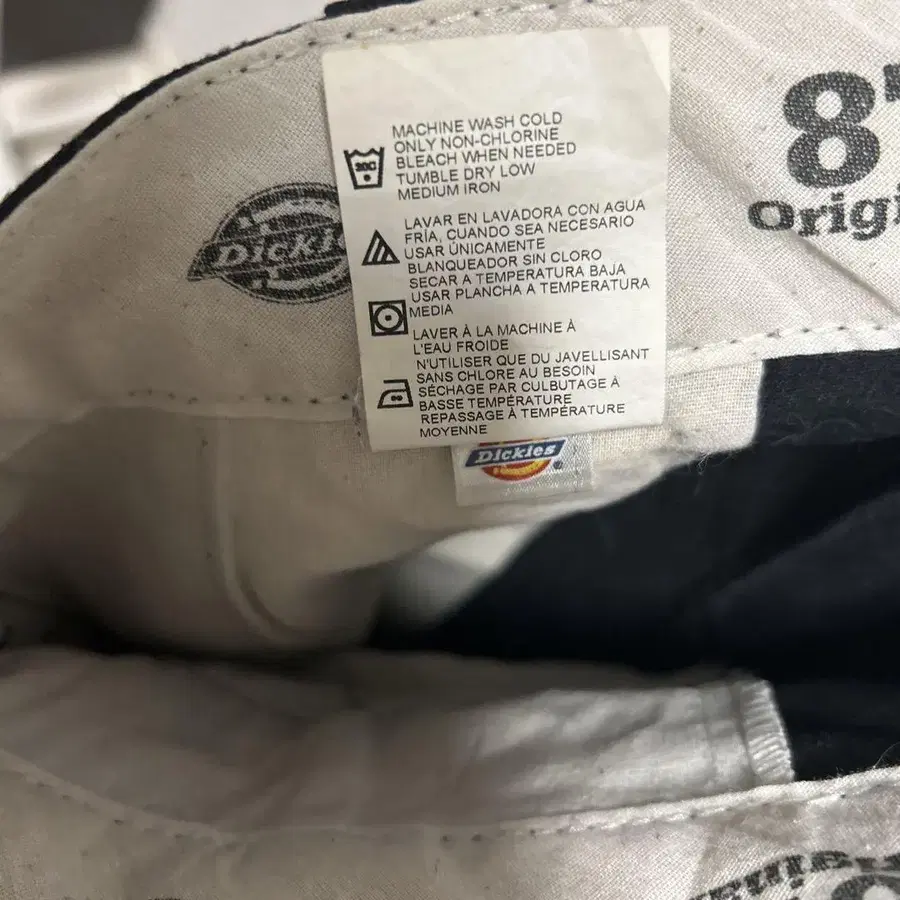 MACHINE WASH COLD
ONLY NON-CHLORINE
BLEACH WHEN NEEDED
TUMBLE DRY LOW
MEDIUM IRON
LAVAR EN LAVADORA CON AGUA
FRÍA, CUANDO SEA NECESARIO
USAR ÚNICAMENTE
BLANQUEADOR SIN CLORO
SECAR A TEMPERATURA BAJA
USAR PLANCHA A TEMPERATURA
MEDIA
LAVER À LA MACHINE À
L'EAU FROIDE
N'UTILISER QUE DU JAVELLISANT
SANS CHLORE AU BESOIN
SÉCHAGE PAR CULBUTAGE À
BASSE TEMPÉRATURE
REPASSAGE À TEMPÉRATURE
MOYENNE
Dickies
Dickies ®
8
Origi